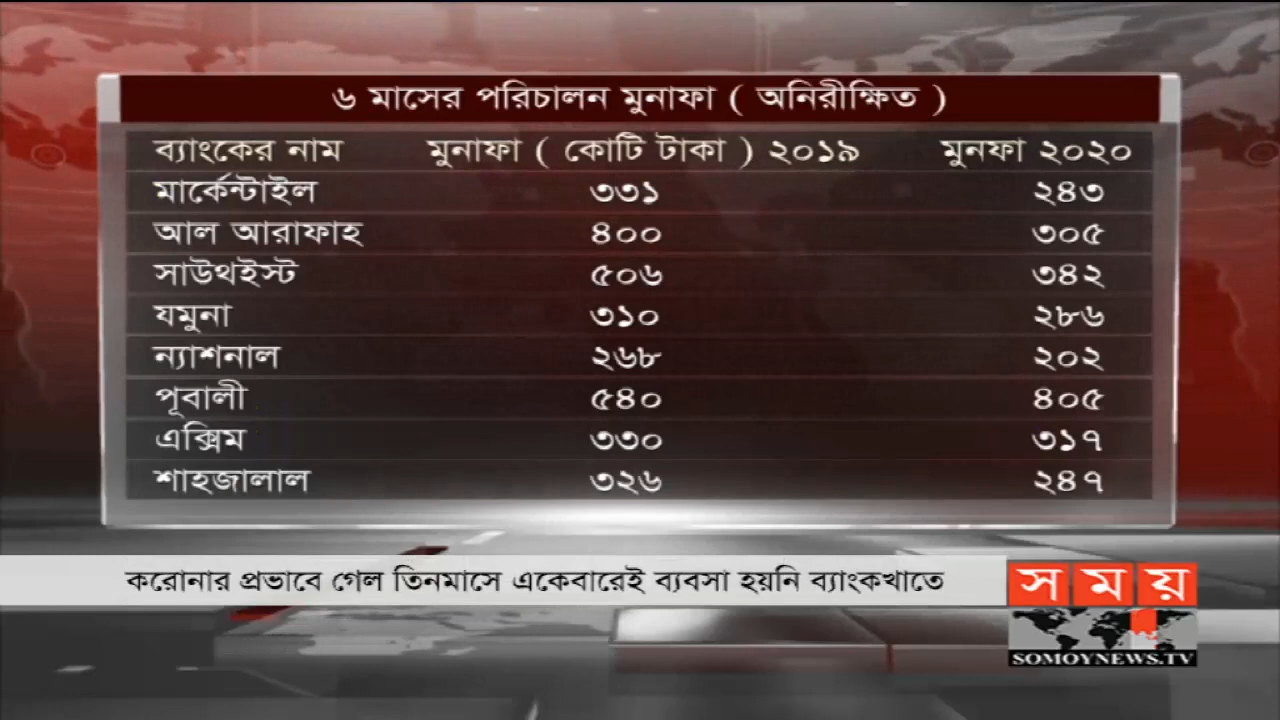 ৬ মাসের পরিচালন মুনাফা ( অনিরীক্ষিত )
ব্যাংকের নাম মুনাফা ( কোটি টাকা ) ২০১৯ মুনফা ২০২০
মার্কেন্টাইল ৩৩১ ২৪৩
আল আরাফাহ ৪০০ ৩০৫
সাউথইস্ট ৫০৬ ৩৪২
যমুনা ৩১০ ২৮৬
ন্যাশনাল ২৬৮ ২০২
পূবালী ৫৪০ ৪০৫
এক্সিম ৩৩০ ৩১৭
শাহজালাল ৩২৬ ২৪৭
করোনার প্রভাবে গেল তিনমাসে একেবারেই ব্যবসা হয়নি ব্যাংকখাতে
সময়
SOMOYNEWS.TV